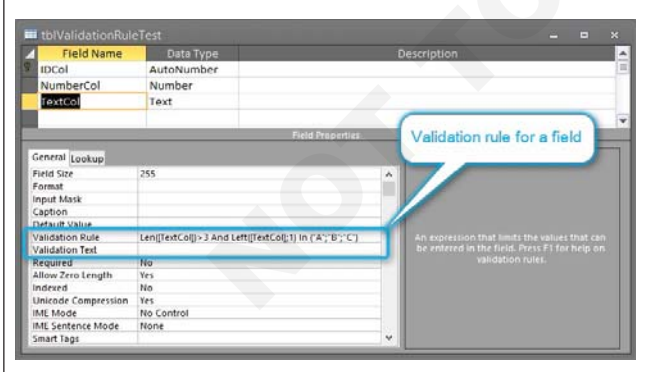 tblValidationRuleTest
Field Name Data Type Description
IDCol AutoNumber
NumberCol Number
TextCol Text
Field Properties
Validation rule for a field
General Lookup
Field Size 255
Format
Input Mask
Caption
Default Value
Validation Rule Len([TextCol])>3 And Left([TextCol];1) In ("A";"B";"C")
Validation Text
Required No
Allow Zero Length Yes
Indexed No
Unicode Compression Yes
IME Mode No Control
IME Sentence Mode None
Smart Tags
An expression that limits the values that can
be entered in the field. Press F1 for help on
validation rules.
NOT TO